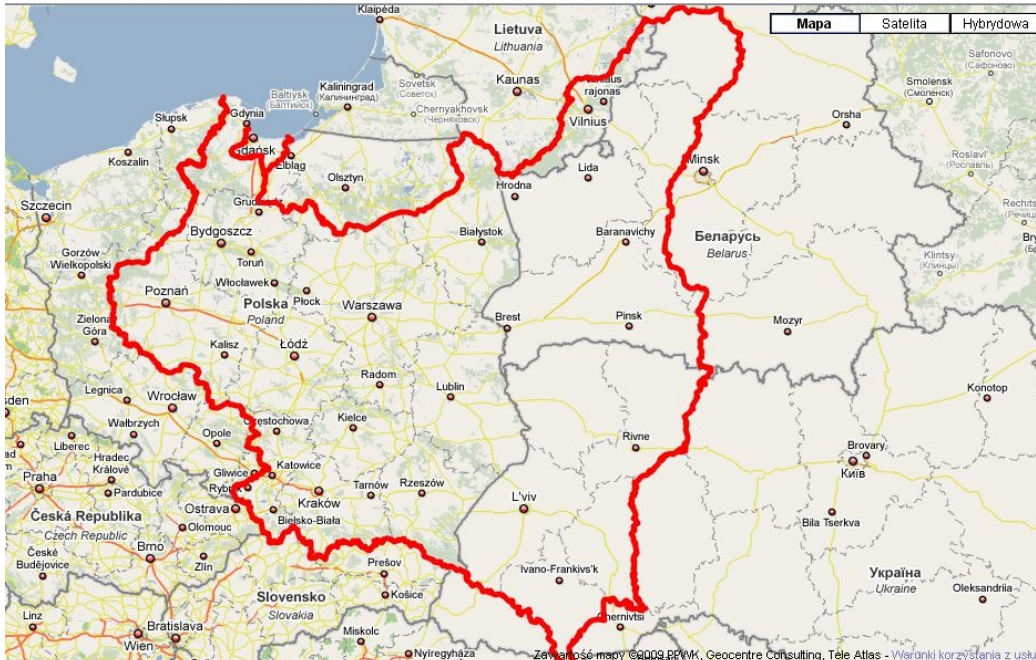 Mapa
Satelita
Hybrydowa
Klaipėda
Lietuva
Lithuania
Safonovo
(Сафоново)
Sovetsk
(Советск)
Kaunas
Smolensk
(Смоленск)
Baltiysk
(Балтийск)
Kaliningrad
(Калининград)
Chernyakhovsk
(Черняховск)
rajonas
Vilnius
Słupsk
Gdynia
Gdańsk
Orsha
Koszalin
Elbląg
Olsztyn
Minsk
Lida
Roslavl'
Hrodna
Szczecin
Bydgoszcz
Białystok
Baranavichy
Беларусь
Belarus
Gorzów
Wielkopolski
Toruń
Klintsy
(Клинцы)
Włocławek
Płock
Poznań
Polska
Poland
Warszawa
Zielona
Góra
Brest
Pinsk
Mozyr
Kalisz
Łódź
Radom
Lublin
Legnica
Wrocław
Konotop
Wałbrzych
Kielce
Opole
Rivne
Brovary
Київ
Liberec
Hradec
Králové
Gliwice
Katowice
Praha
Pardubice
Kraków
Tarnów
Rzeszów
Ostrava
Bielsko-Biała
L'viv
Bila Tserkva
Česká Republika
Czech Republic
Olomouc
Brno
České
Budějovice
Zlín
Prešov
Ivano-Frankivs'k
Україна
Ukraine
Slovensko
Slovakia
Košice
Oleksandriia
Linz
Bratislava
Wien
Miskolc
Chernivtsi
Nyíregyháza
Zawartość mapy ©2009 PPWK, Geocentre Consulting, Tele Atlas - Warunki korzystania z usłu